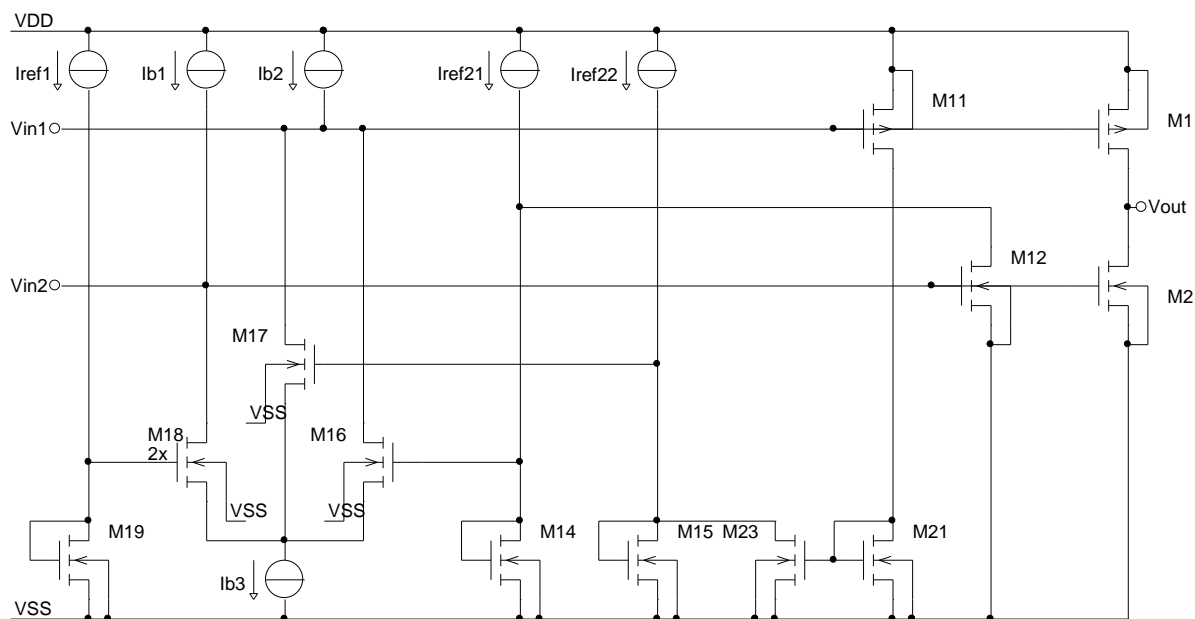 VDD
Iref1
Ib1
Ib2
Iref21
Iref22
M11
Vin1
M1
Vout
M12
Vin2
M2
M17
VSS
M18
2x
M16
VSS
VSS
M19
M14
M15
M23
M21
Ib3
VSS